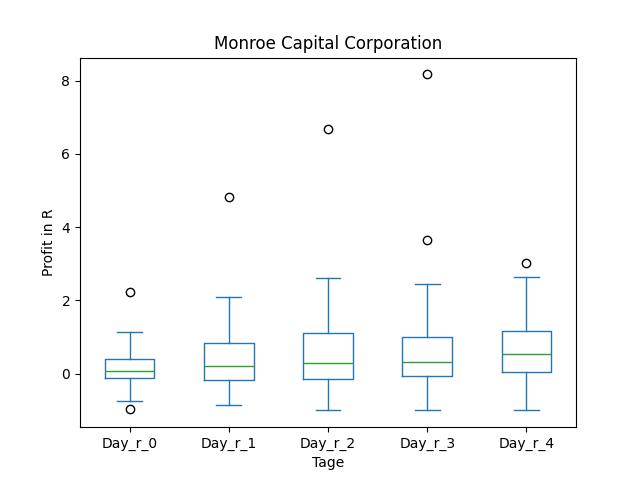 Monroe Capital Corporation
Profit in R
8
6
4
2
0
Day_r_0 Day_r_1 Day_r_2 Day_r_3 Day_r_4
Tage